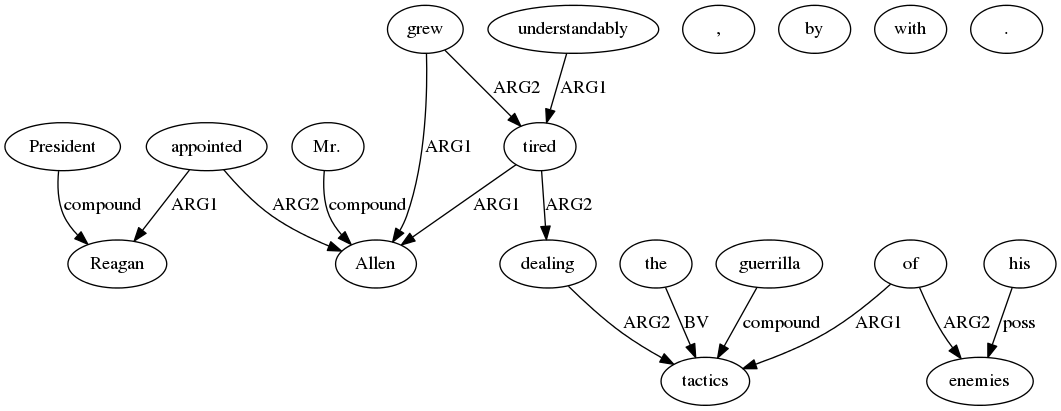 grew understandably , by with .
ARG2 ARG1
President appointed Mr. ARG1 tired
compound ARG1 ARG2 compound ARG1 ARG2
Reagan Allen dealing the guerrilla of his
ARG2 BV compound ARG1 ARG2 poss
tactics enemies